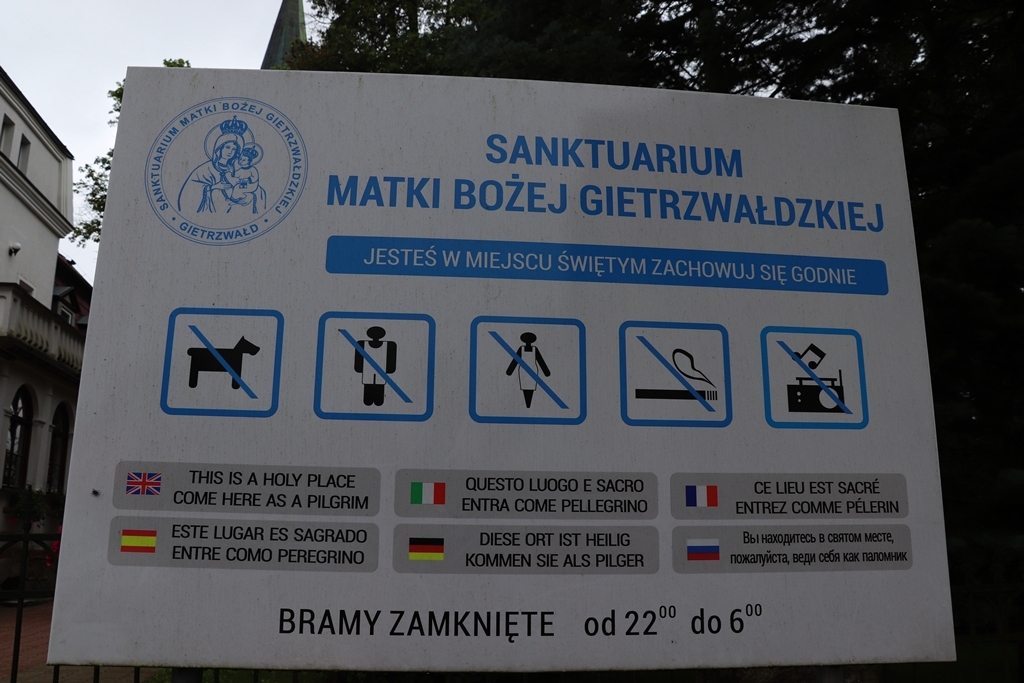 SANKTUARIUM MATKI BOŻEJ GIETRZWAŁDZKIEJ
• GIETRZWAŁD •
SANKTUARIUM
MATKI BOŻEJ GIETRZWAŁDZKIEJ
JESTEŚ W MIEJSCU ŚWIĘTYM ZACHOWUJ SIĘ GODNIE
THIS IS A HOLY PLACE
COME HERE AS A PILGRIM
QUESTO LUOGO E SACRO
ENTRA COME PELLEGRINO
CE LIEU EST SACRÉ
ENTREZ COMME PÉLERIN
ESTE LUGAR ES SAGRADO
ENTRE COMO PEREGRINO
DIESE ORT IST HEILIG
KOMMEN SIE ALS PILGER
Вы находитесь в святом месте,
пожалуйста, веди себя как паломник
BRAMY ZAMKNIĘTE od 22⁰⁰ do 6⁰⁰